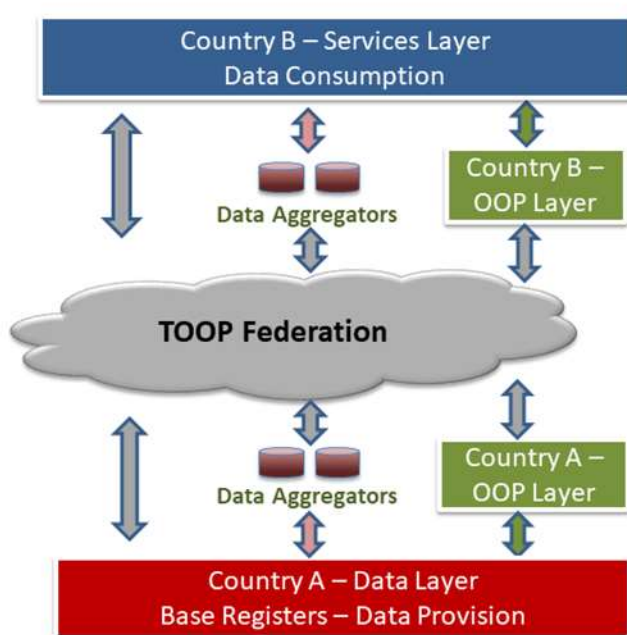 Country B – Services Layer
Data Consumption
Data Aggregators
Country B –
OOP Layer
TOOP Federation
Data Aggregators
Country A –
OOP Layer
Country A – Data Layer
Base Registers – Data Provision